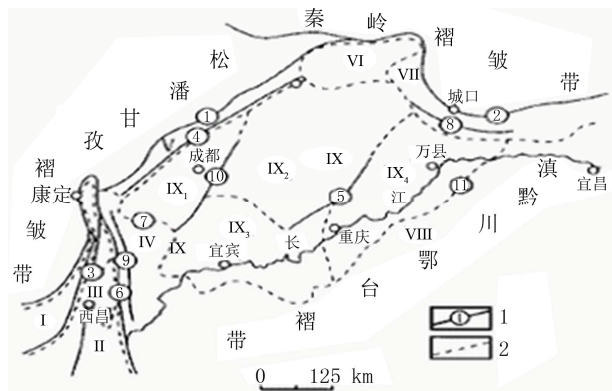 秦岭褶皱带
松潘甘孜褶皱带
滇黔川鄂台褶带
VI
VII
城口
①
②
④
⑧
成都
⑩
康定
IX₁
IX₂
IX
IX₄
万县
宜昌
⑤
⑪
江
⑦
IV
IX
IX₃
长
重庆
VIII
宜宾
⑨
③
III
⑥
西昌
I
II
① 1
2
0 125 km